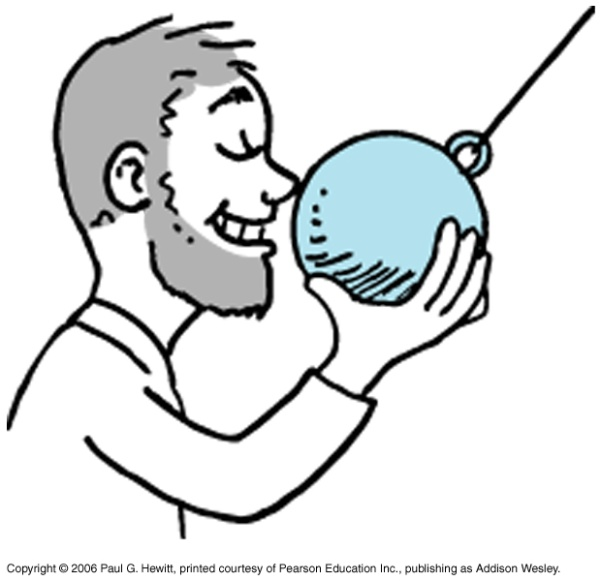 Copyright © 2006 Paul G. Hewitt, printed courtesy of Pearson Education Inc., publishing as Addison Wesley.